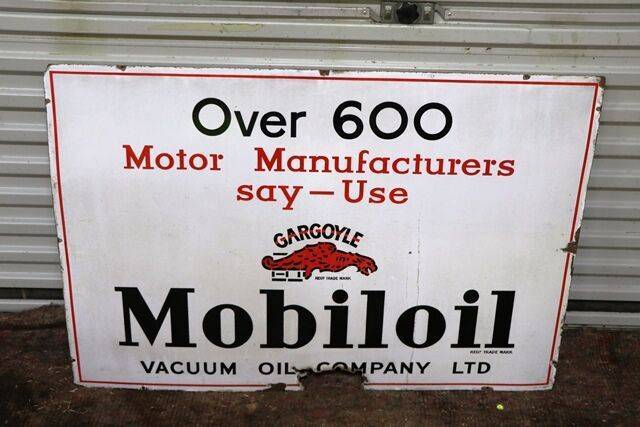 Over 600
Motor Manufacturers
say—Use
GARGOYLE
REGD TRADE MARK
Mobiloil
REGD TRADE MARK
VACUUM OIL COMPANY LTD